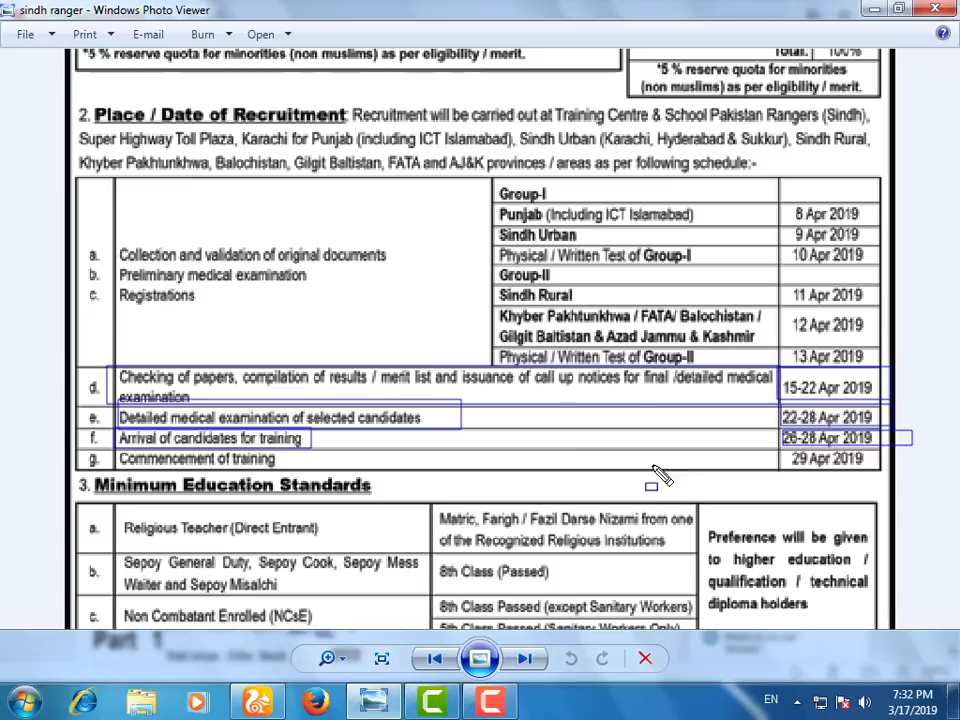 sindh ranger - Windows Photo Viewer
File Print E-mail Burn Open
*5 % reserve quota for minorities (non muslims) as per eligibility / merit.
Total. 100%
*5 % reserve quota for minorities
(non muslims) as per eligibility / merit.
2. Place / Date of Recruitment: Recruitment will be carried out at Training Centre & School Pakistan Rangers (Sindh),
Super Highway Toll Plaza, Karachi for Punjab (including ICT Islamabad), Sindh Urban (Karachi, Hyderabad & Sukkur), Sindh Rural,
Khyber Pakhtunkhwa, Balochistan, Gilgit Baltistan, FATA and AJ&K provinces / areas as per following schedule:-
a. Collection and validation of original documents
b. Preliminary medical examination
c. Registrations
Group-I
Punjab (Including ICT Islamabad) 8 Apr 2019
Sindh Urban 9 Apr 2019
Physical / Written Test of Group-I 10 Apr 2019
Group-II
Sindh Rural 11 Apr 2019
Khyber Pakhtunkhwa / FATA/ Balochistan /
Gilgit Baltistan & Azad Jammu & Kashmir 12 Apr 2019
Physical / Written Test of Group-II 13 Apr 2019
d. Checking of papers, compilation of results / merit list and issuance of call up notices for final /detailed medical
examination 15-22 Apr 2019
e. Detailed medical examination of selected candidates 22-28 Apr 2019
f. Arrival of candidates for training 26-28 Apr 2019
g. Commencement of training 29 Apr 2019
3. Minimum Education Standards
a. Religious Teacher (Direct Entrant)
Matric, Farigh / Fazil Darse Nizami from one
of the Recognized Religious Institutions
b. Sepoy General Duty, Sepoy Cook, Sepoy Mess
Waiter and Sepoy Misalchi
8th Class (Passed)
c. Non Combatant Enrolled (NCsE)
8th Class Passed (except Sanitary Workers)
5th Class Passed (Sanitary Workers Only)
Preference will be given
to higher education /
qualification / technical
diploma holders
Part 1
EN
7:32 PM
3/17/2019